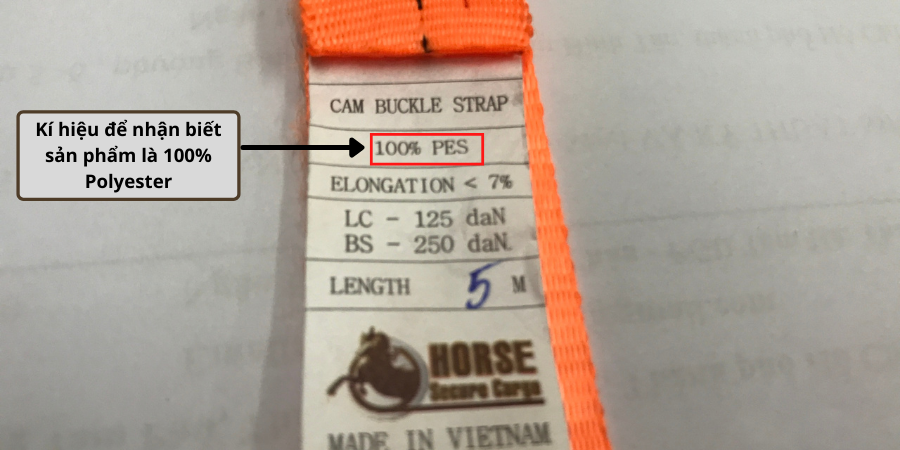 Kí hiệu để nhận biết
sản phẩm là 100%
Polyester
CAM BUCKLE STRAP
100% PES
ELONGATION < 7%
LC - 125 daN
BS - 250 daN.
LENGTH 5 M
HORSE
Secure Cargo
MADE IN VIETNAM